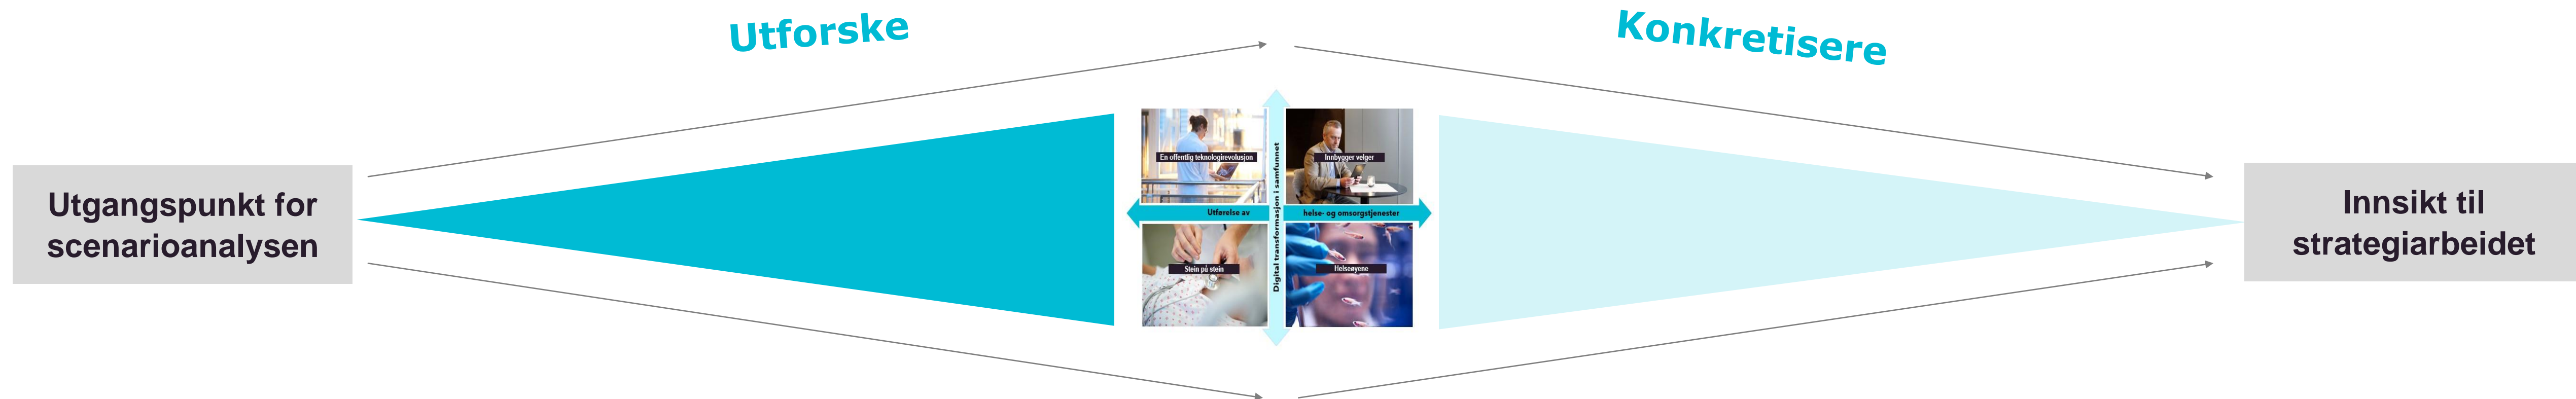 Utforske
Konkretisere
Utgangspunkt for
scenarioanalysen
En offentlig teknologirevolusjon
Innbygger velger
Digital transformasjon i samfunnet
Utførelse av
helse- og omsorgstjenester
Stein på stein
Helseøyene
Innsikt til
strategiarbeidet